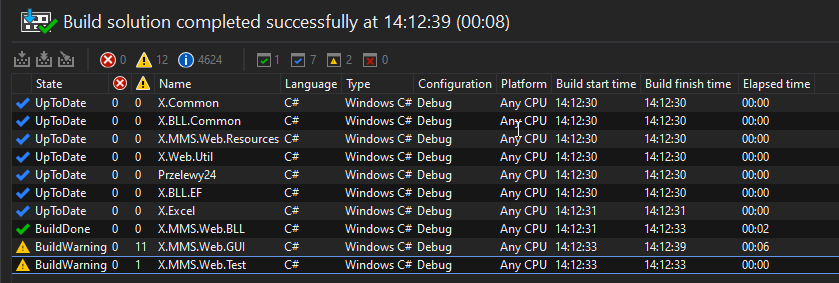 Build solution completed successfully at 14:12:39 (00:08)
0 12 4624 1 7 2 0
State Name Language Type Configuration Platform Build start time Build finish time Elapsed time
UpToDate 0 0 X.Common C# Windows C# Debug Any CPU 14:12:30 14:12:30 00:00
UpToDate 0 0 X.BLL.Common C# Windows C# Debug Any CPU 14:12:30 14:12:30 00:00
UpToDate 0 0 X.MMS.Web.Resources C# Windows C# Debug Any CPU 14:12:30 14:12:30 00:00
UpToDate 0 0 X.Web.Util C# Windows C# Debug Any CPU 14:12:30 14:12:30 00:00
UpToDate 0 0 Przelewy24 C# Windows C# Debug Any CPU 14:12:30 14:12:30 00:00
UpToDate 0 0 X.BLL.EF C# Windows C# Debug Any CPU 14:12:30 14:12:30 00:00
UpToDate 0 0 X.Excel C# Windows C# Debug Any CPU 14:12:31 14:12:31 00:00
BuildDone 0 0 X.MMS.Web.BLL C# Windows C# Debug Any CPU 14:12:31 14:12:33 00:02
BuildWarning 0 11 X.MMS.Web.GUI C# Windows C# Debug Any CPU 14:12:33 14:12:39 00:06
BuildWarning 0 1 X.MMS.Web.Test C# Windows C# Debug Any CPU 14:12:33 14:12:33 00:00